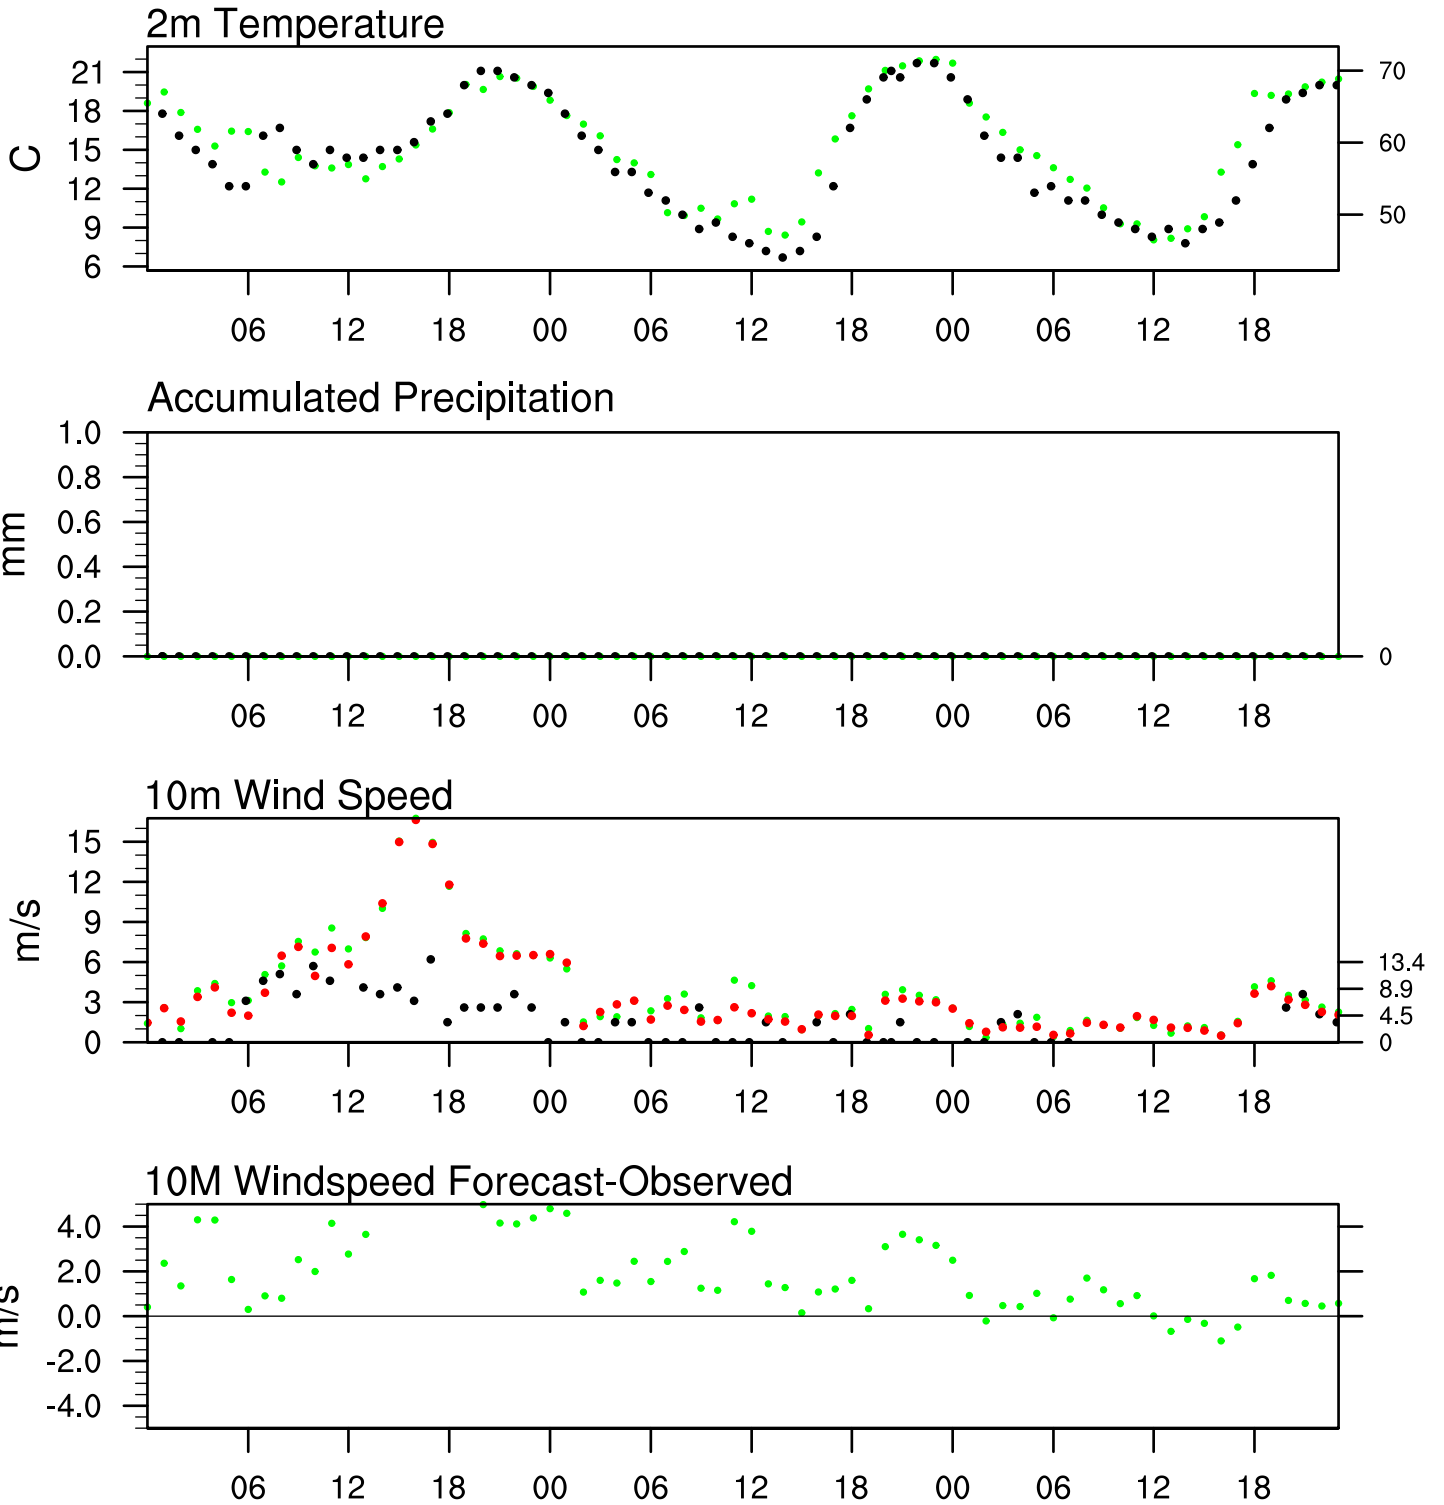 2m Temperature
21
18
15
12
9
6
C
70
60
50
06 12 18 00 06 12 18 00 06 12 18
Accumulated Precipitation
1.0
0.8
0.6
0.4
0.2
0.0
mm
0
06 12 18 00 06 12 18 00 06 12 18
10m Wind Speed
15
12
9
6
3
0
m/s
13.4
8.9
4.5
0
06 12 18 00 06 12 18 00 06 12 18
10M Windspeed Forecast-Observed
4.0
2.0
0.0
-2.0
-4.0
m/s
06 12 18 00 06 12 18 00 06 12 18